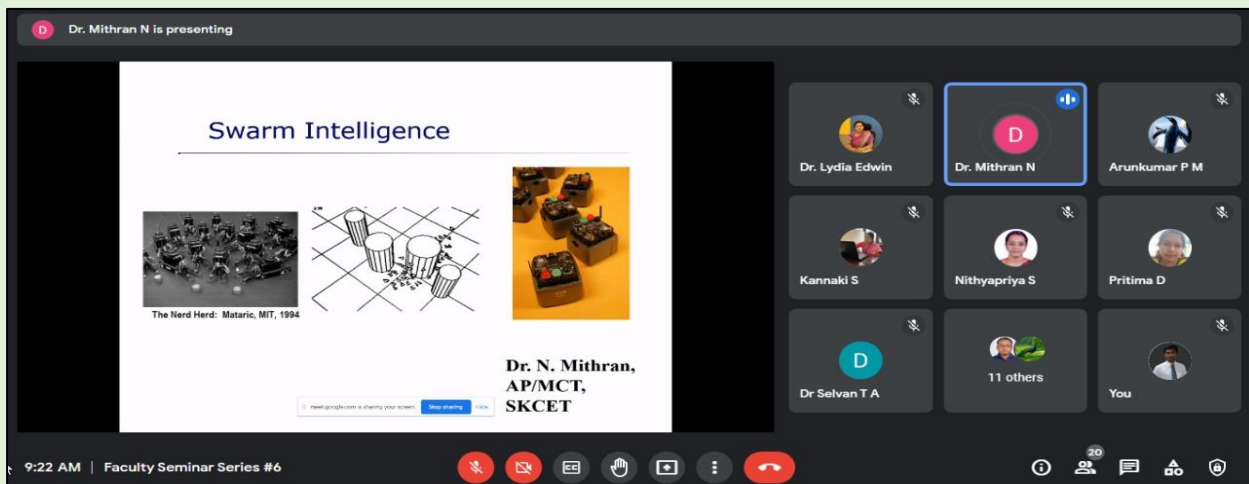 D
Dr. Mithran N is presenting
Swarm Intelligence
The Nerd Herd: Mataric, MIT, 1994
Dr. N. Mithran,
AP/MCT,
SKCET
meet.google.com is sharing your screen.
Stop sharing
Hide
Dr. Lydia Edwin
D
Dr. Mithran N
Arunkumar P M
Kannaki S
Nithyapriya S
Pritima D
D
Dr Selvan T A
11 others
You
9:22 AM | Faculty Seminar Series #6
CC
20